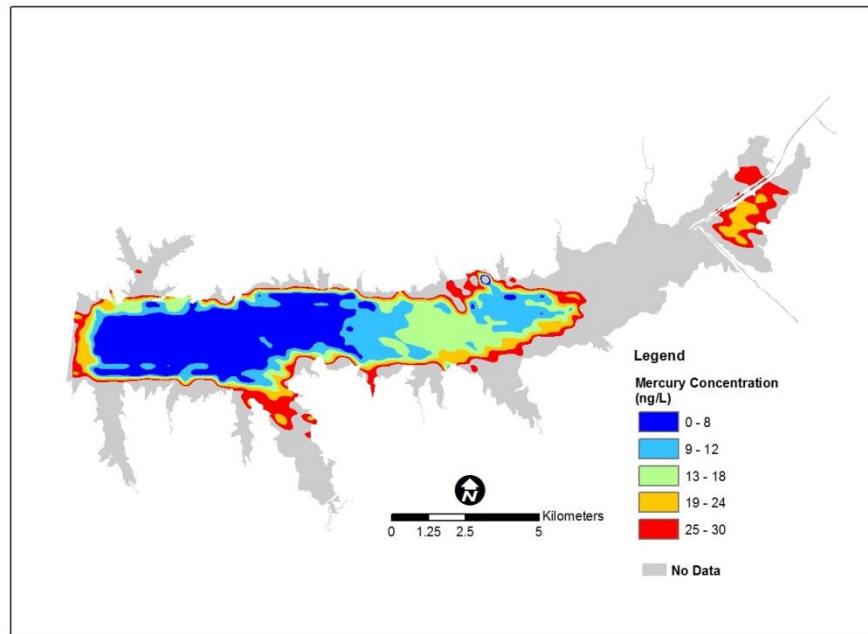 Legend
Mercury Concentration
(ng/L)
0 - 8
9 - 12
13 - 18
19 - 24
25 - 30
No Data
N
Kilometers
0 1.25 2.5 5